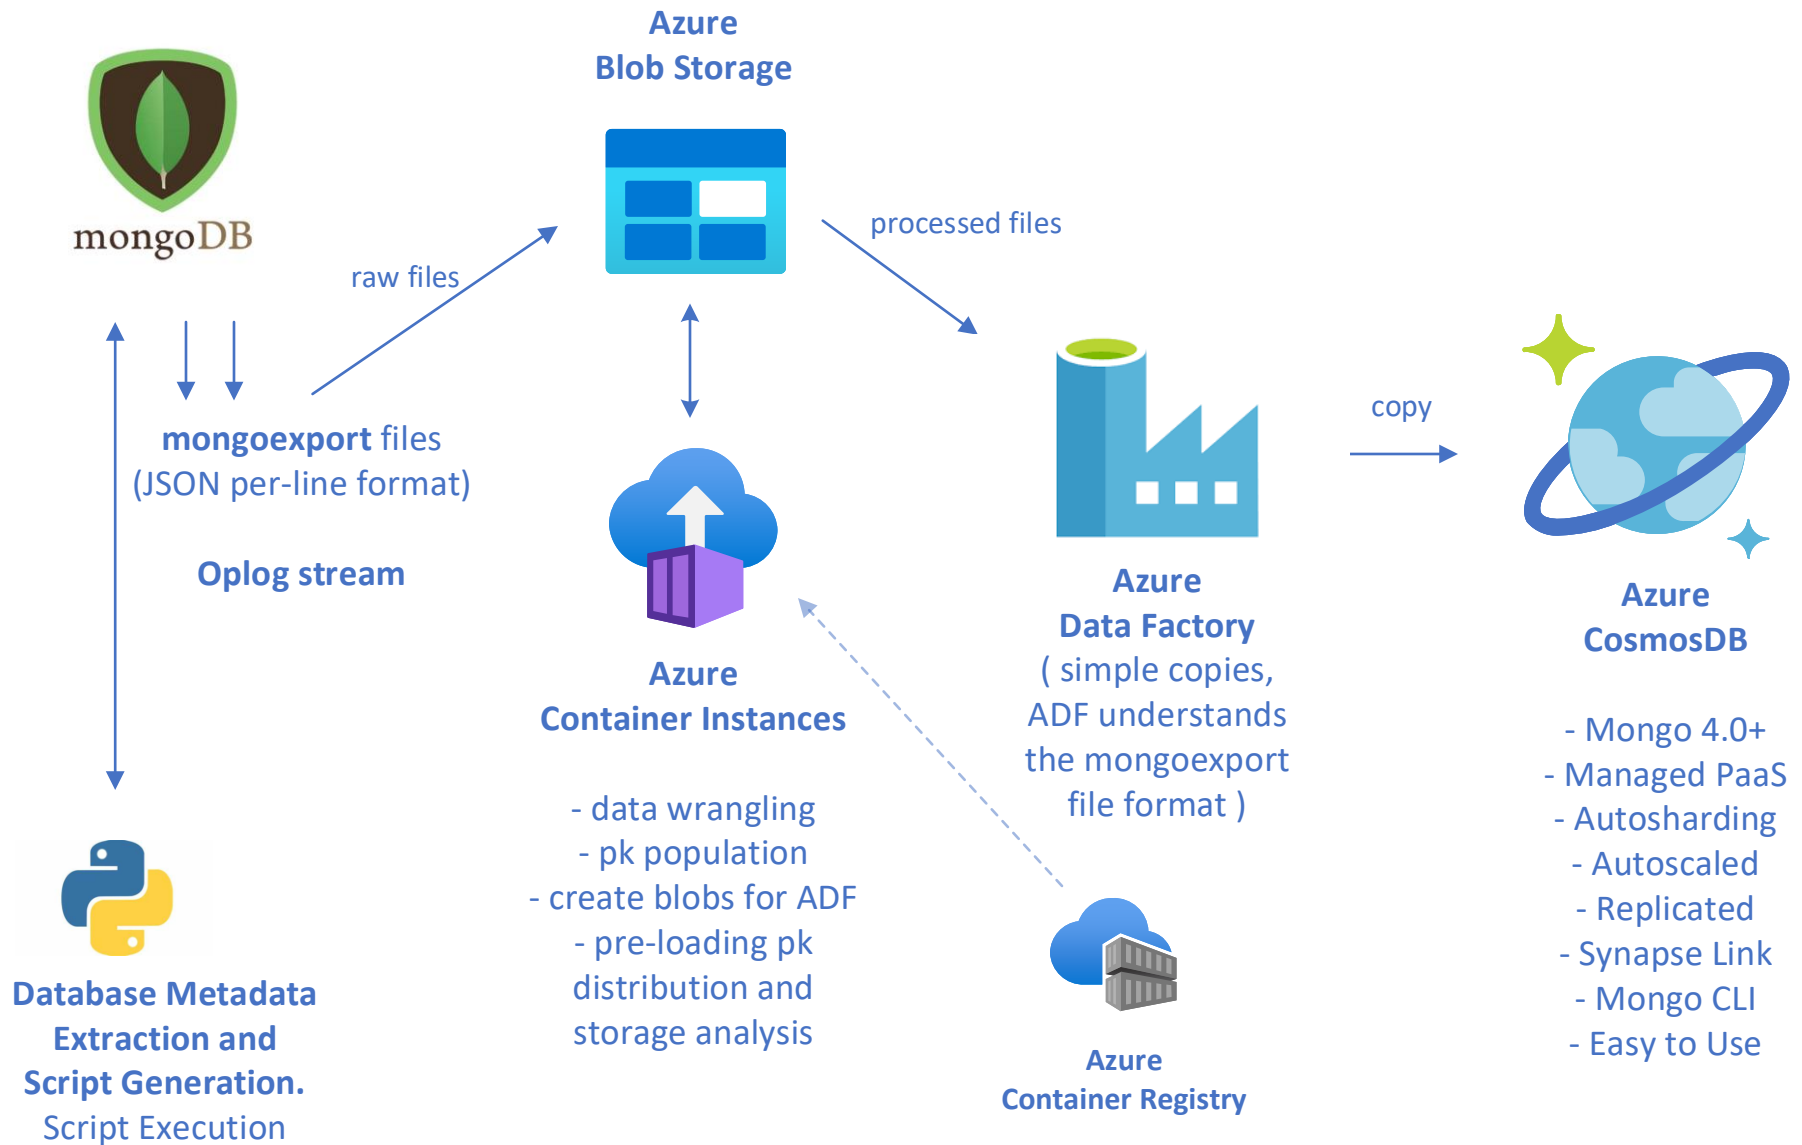 Azure
Blob Storage
mongoDB
raw files
processed files
mongoexport files
(JSON per-line format)
Oplog stream
copy
Azure
Container Instances
- data wrangling
- pk population
- create blobs for ADF
- pre-loading pk
distribution and
storage analysis
Azure
Data Factory
( simple copies,
ADF understands
the mongoexport
file format )
Azure
CosmosDB
- Mongo 4.0+
- Managed PaaS
- Autosharding
- Autoscaled
- Replicated
- Synapse Link
- Mongo CLI
- Easy to Use
Database Metadata
Extraction and
Script Generation.
Script Execution
Azure
Container Registry